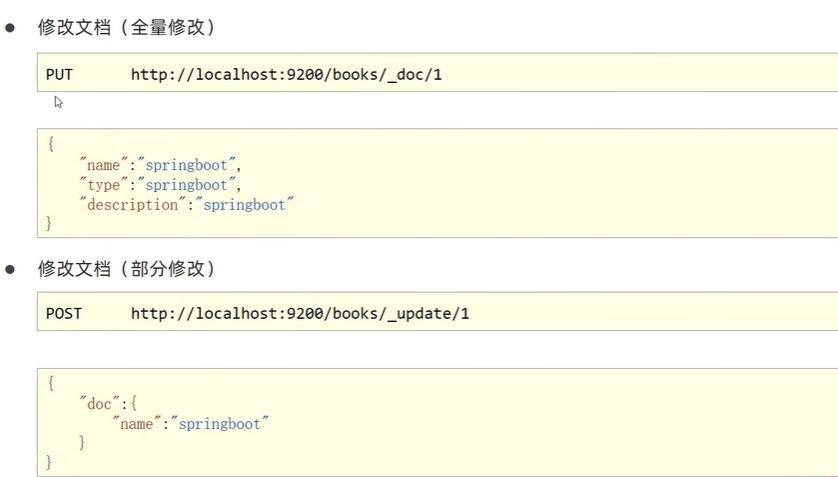 ● 修改文档（全量修改）
PUT http://localhost:9200/books/_doc/1
{
"name":"springboot",
"type":"springboot",
"description":"springboot"
}
● 修改文档（部分修改）
POST http://localhost:9200/books/_update/1
{
"doc":{
"name":"springboot"
}
}